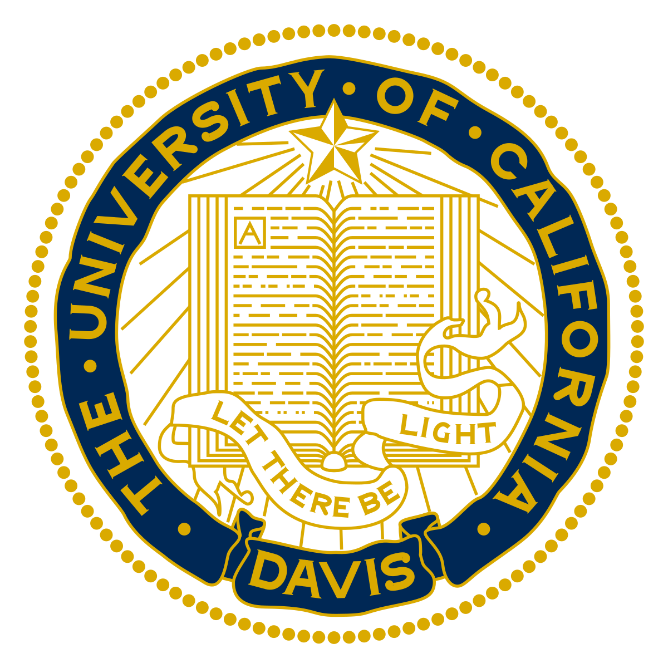 THE · UNIVERSITY · OF · CALIFORNIA
A
LET THERE BE
LIGHT
DAVIS